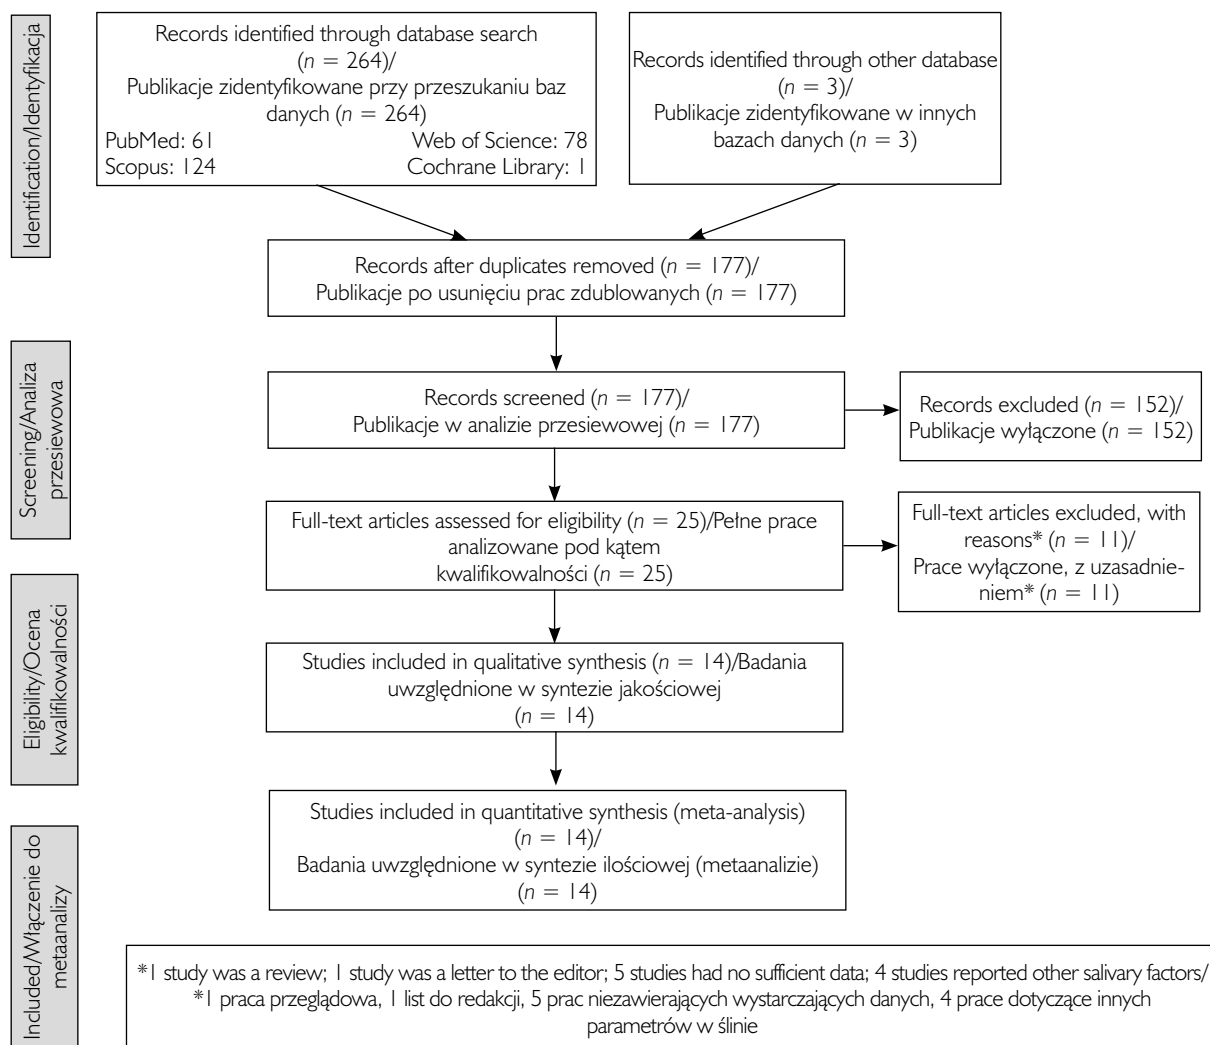 Identification/Identyfikacja
Records identified through database search
(n = 264)/
Publikacje zidentyfikowane przy przeszukaniu baz
danych (n = 264)
PubMed: 61 Web of Science: 78
Scopus: 124 Cochrane Library: 1
Records identified through other database
(n = 3)/
Publikacje zidentyfikowane w innych
bazach danych (n = 3)
Records after duplicates removed (n = 177)/
Publikacje po usunięciu prac zdublowanych (n = 177)
Screening/Analiza
przesiewowa
Records screened (n = 177)/
Publikacje w analizie przesiewowej (n = 177)
Records excluded (n = 152)/
Publikacje wyłączone (n = 152)
Full-text articles assessed for eligibility (n = 25)/Pełne prace
analizowane pod kątem
kwalifikowalności (n = 25)
Full-text articles excluded, with
reasons* (n = 11)/
Prace wyłączone, z uzasadnie-
niem* (n = 11)
Eligibility/Ocena
kwalifikowalności
Studies included in qualitative synthesis (n = 14)/Badania
uwzględnione w syntezie jakościowej
(n = 14)
Included/Włączenie do
metaanalizy
Studies included in quantitative synthesis (meta-analysis)
(n = 14)/
Badania uwzględnione w syntezie ilościowej (metaanalizie)
(n = 14)
*1 study was a review; 1 study was a letter to the editor; 5 studies had no sufficient data; 4 studies reported other salivary factors/
*1 praca przeglądowa, 1 list do redakcji, 5 prac niezawierających wystarczających danych, 4 prace dotyczące innych
parametrów w ślinie